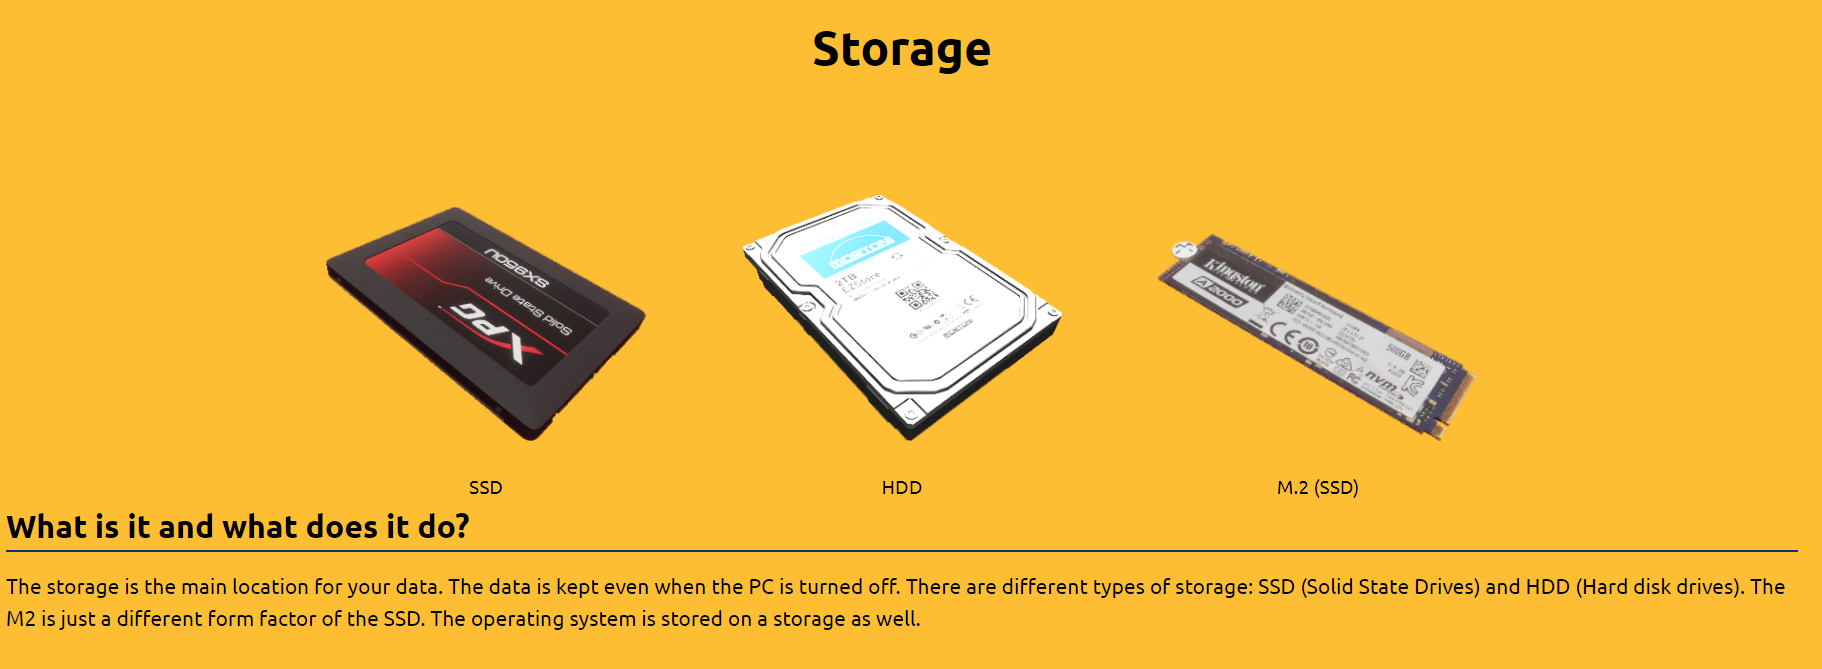 Storage
SX950U
Solid State Drive
XPG
MORTONI
2TB
EZStore
Kingston
A2000
500GB
nvm
SSD
HDD
M.2 (SSD)
What is it and what does it do?
The storage is the main location for your data. The data is kept even when the PC is turned off. There are different types of storage: SSD (Solid State Drives) and HDD (Hard disk drives). The
M2 is just a different form factor of the SSD. The operating system is stored on a storage as well.